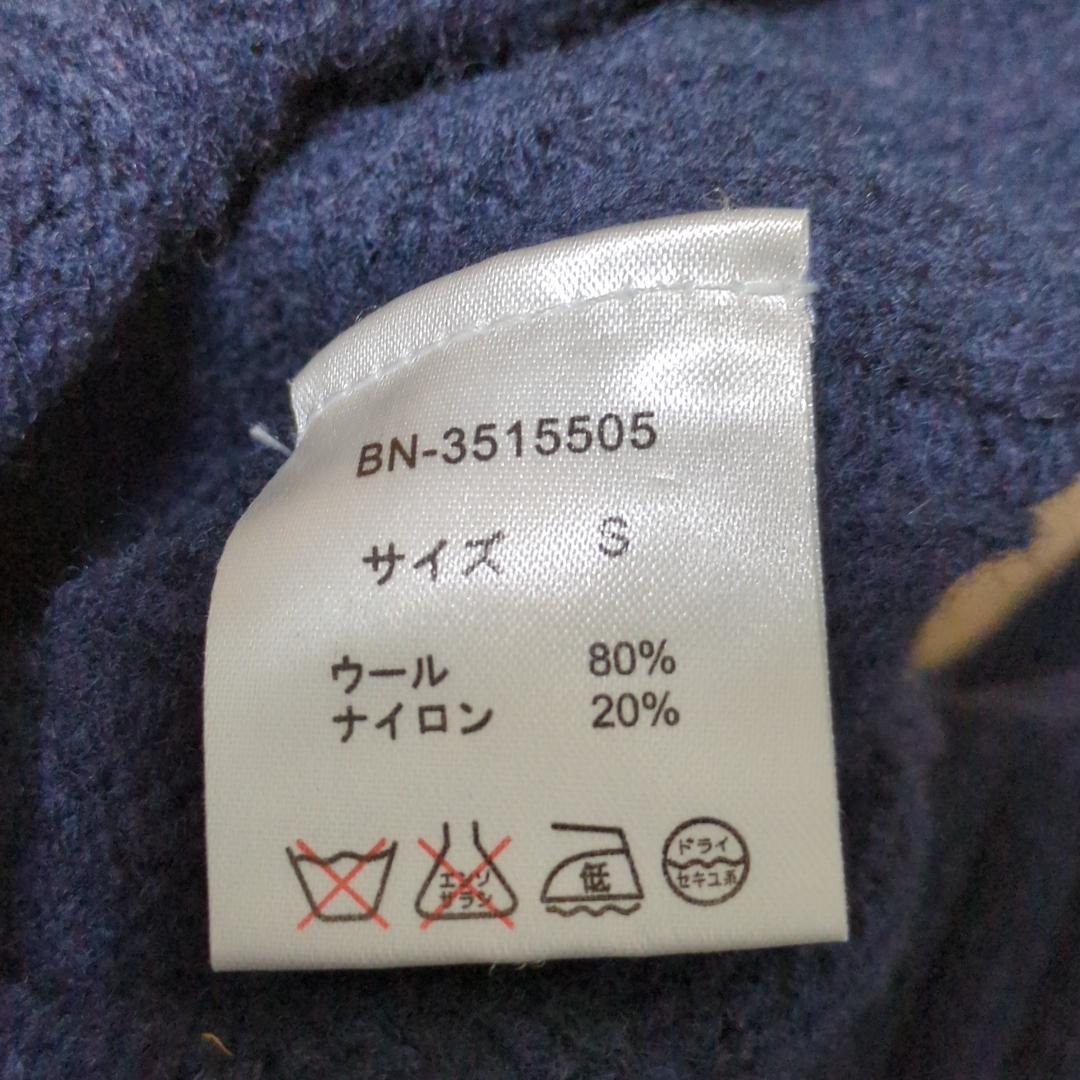 BN-3515505
サイズ S
ウール 80%
ナイロン 20%
エンソ
サラシ
低
ドライ
セキユ系